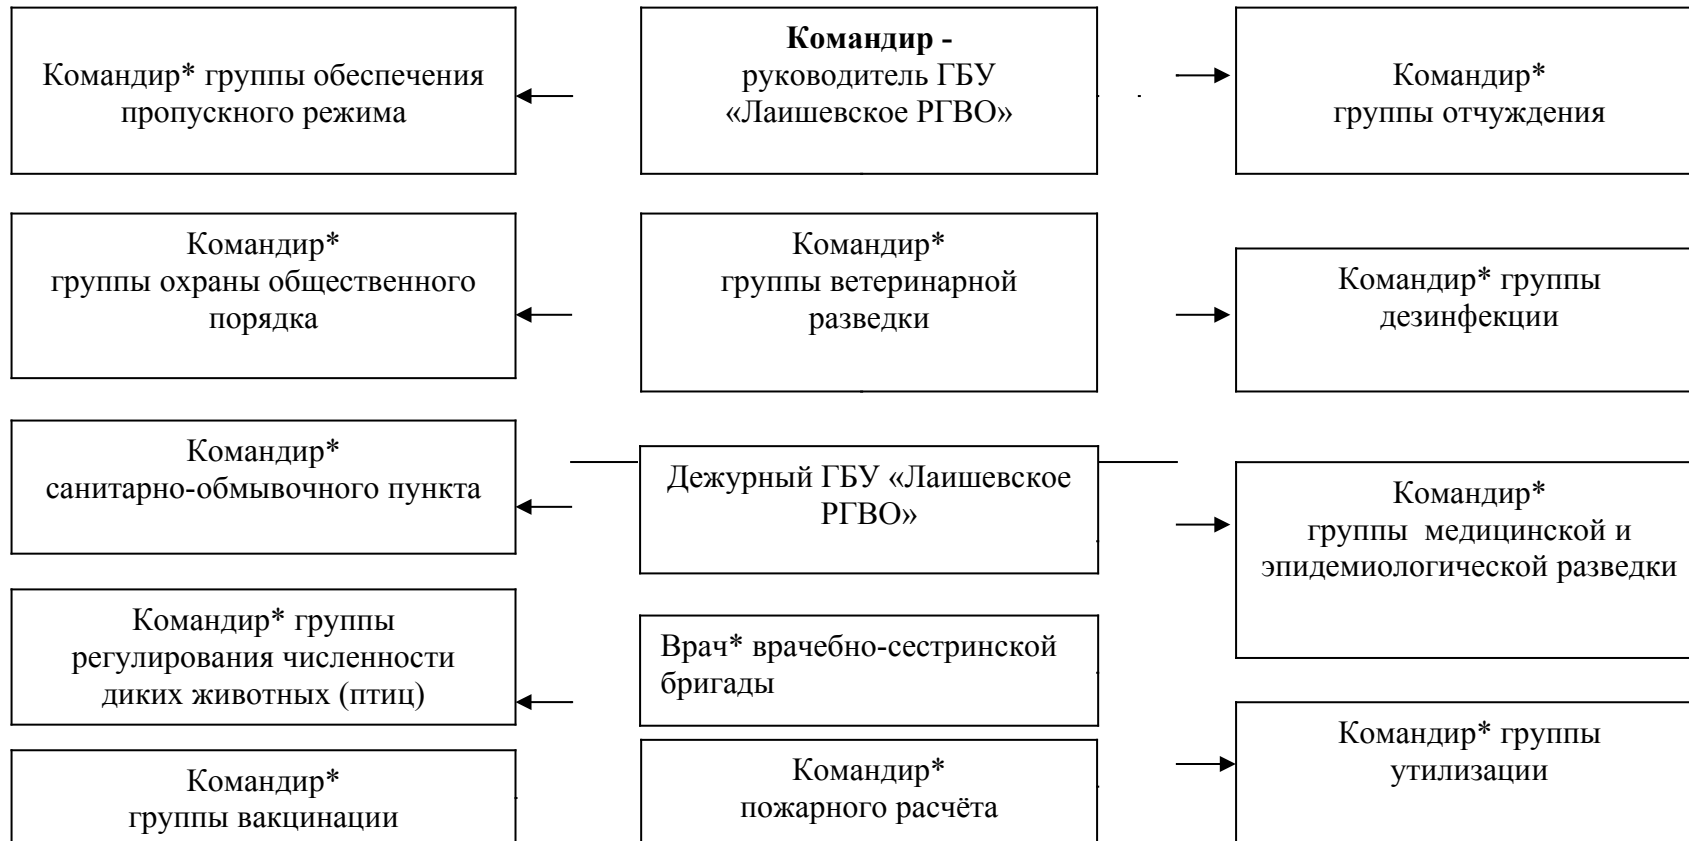 Командир* группы обеспечения
пропускного режима
Командир -
руководитель ГБУ
«Лаишевское РГВО»
Командир*
группы отчуждения
Командир*
группы охраны общественного
порядка
Командир*
группы ветеринарной
разведки
Командир* группы
дезинфекции
Командир*
санитарно-обмывочного пункта
Дежурный ГБУ «Лаишевское
РГВО»
Командир*
группы медицинской и
эпидемиологической разведки
Командир* группы
регулирования численности
диких животных (птиц)
Врач* врачебно-сестринской
бригады
Командир* группы
утилизации
Командир*
группы вакцинации
Командир*
пожарного расчёта